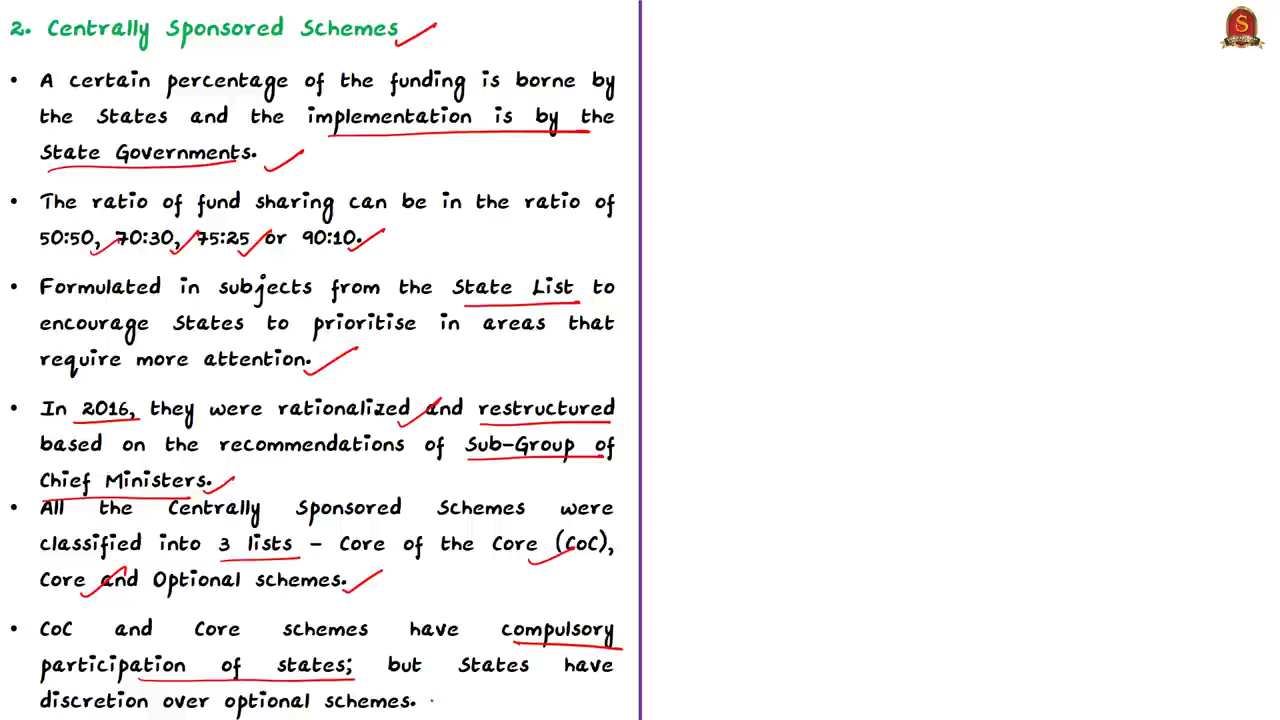 2. Centrally Sponsored Schemes
• A certain percentage of the funding is borne by
the States and the implementation is by the
State Governments.
• The ratio of fund sharing can be in the ratio of
50:50, 70:30, 75:25 or 90:10.
• Formulated in subjects from the State List to
encourage States to prioritise in areas that
require more attention.
• In 2016, they were rationalized and restructured
based on the recommendations of Sub-Group of
Chief Ministers.
• All the Centrally Sponsored Schemes were
classified into 3 lists – Core of the Core (CoC),
Core and Optional schemes.
• CoC and Core schemes have compulsory
participation of states; but States have
discretion over optional schemes.
S